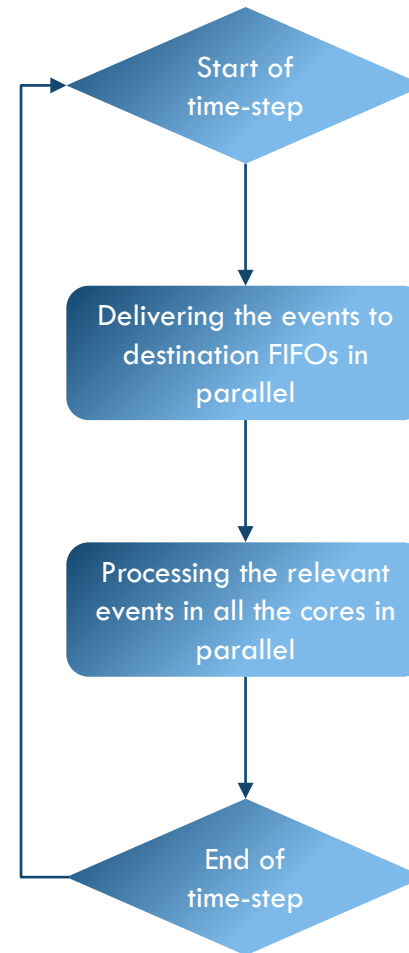 Start of
time-step
Delivering the events to
destination FIFOs in
parallel
Processing the relevant
events in all the cores in
parallel
End of
time-step